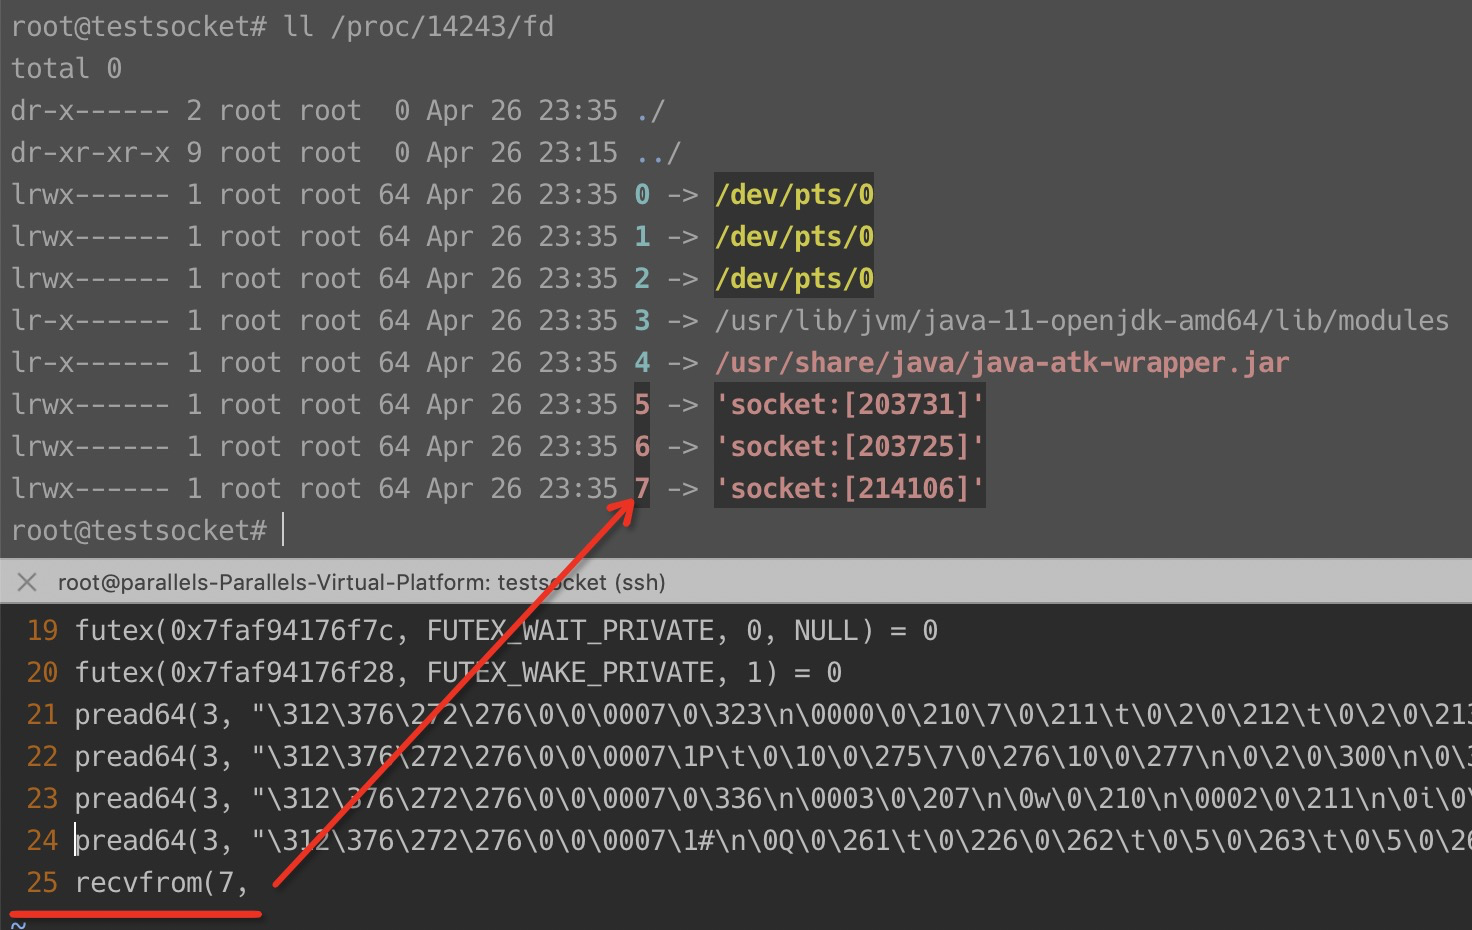 root@testsocket# ll /proc/14243/fd
total 0
dr-x------ 2 root root  0 Apr 26 23:35 ./
dr-xr-xr-x 9 root root  0 Apr 26 23:15 ../
lrwx------ 1 root root 64 Apr 26 23:35 0 -> /dev/pts/0
lrwx------ 1 root root 64 Apr 26 23:35 1 -> /dev/pts/0
lrwx------ 1 root root 64 Apr 26 23:35 2 -> /dev/pts/0
lr-x------ 1 root root 64 Apr 26 23:35 3 -> /usr/lib/jvm/java-11-openjdk-amd64/lib/modules
lr-x------ 1 root root 64 Apr 26 23:35 4 -> /usr/share/java/java-atk-wrapper.jar
lrwx------ 1 root root 64 Apr 26 23:35 5 -> 'socket:[203731]'
lrwx------ 1 root root 64 Apr 26 23:35 6 -> 'socket:[203725]'
lrwx------ 1 root root 64 Apr 26 23:35 7 -> 'socket:[214106]'
root@testsocket#
root@parallels-Parallels-Virtual-Platform: testsocket (ssh)
19 futex(0x7faf94176f7c, FUTEX_WAIT_PRIVATE, 0, NULL) = 0
20 futex(0x7faf94176f28, FUTEX_WAKE_PRIVATE, 1) = 0
21 pread64(3, "\312\376\272\276\0\0\0007\0\323\n\0000\0\210\7\0\211\t\0\2\0\212\t\0\2\0\213
22 pread64(3, "\312\376\272\276\0\0\0007\1P\t\0\10\0\275\7\0\276\10\0\277\n\0\2\0\300\n\0\3
23 pread64(3, "\312\376\272\276\0\0\0007\0\336\n\0003\0\207\n\0w\0\210\n\0002\0\211\n\0i\0\
24 pread64(3, "\312\376\272\276\0\0\0007\1#\n\0Q\0\261\t\0\226\0\262\t\0\5\0\263\t\0\5\0\26
25 recvfrom(7,
~